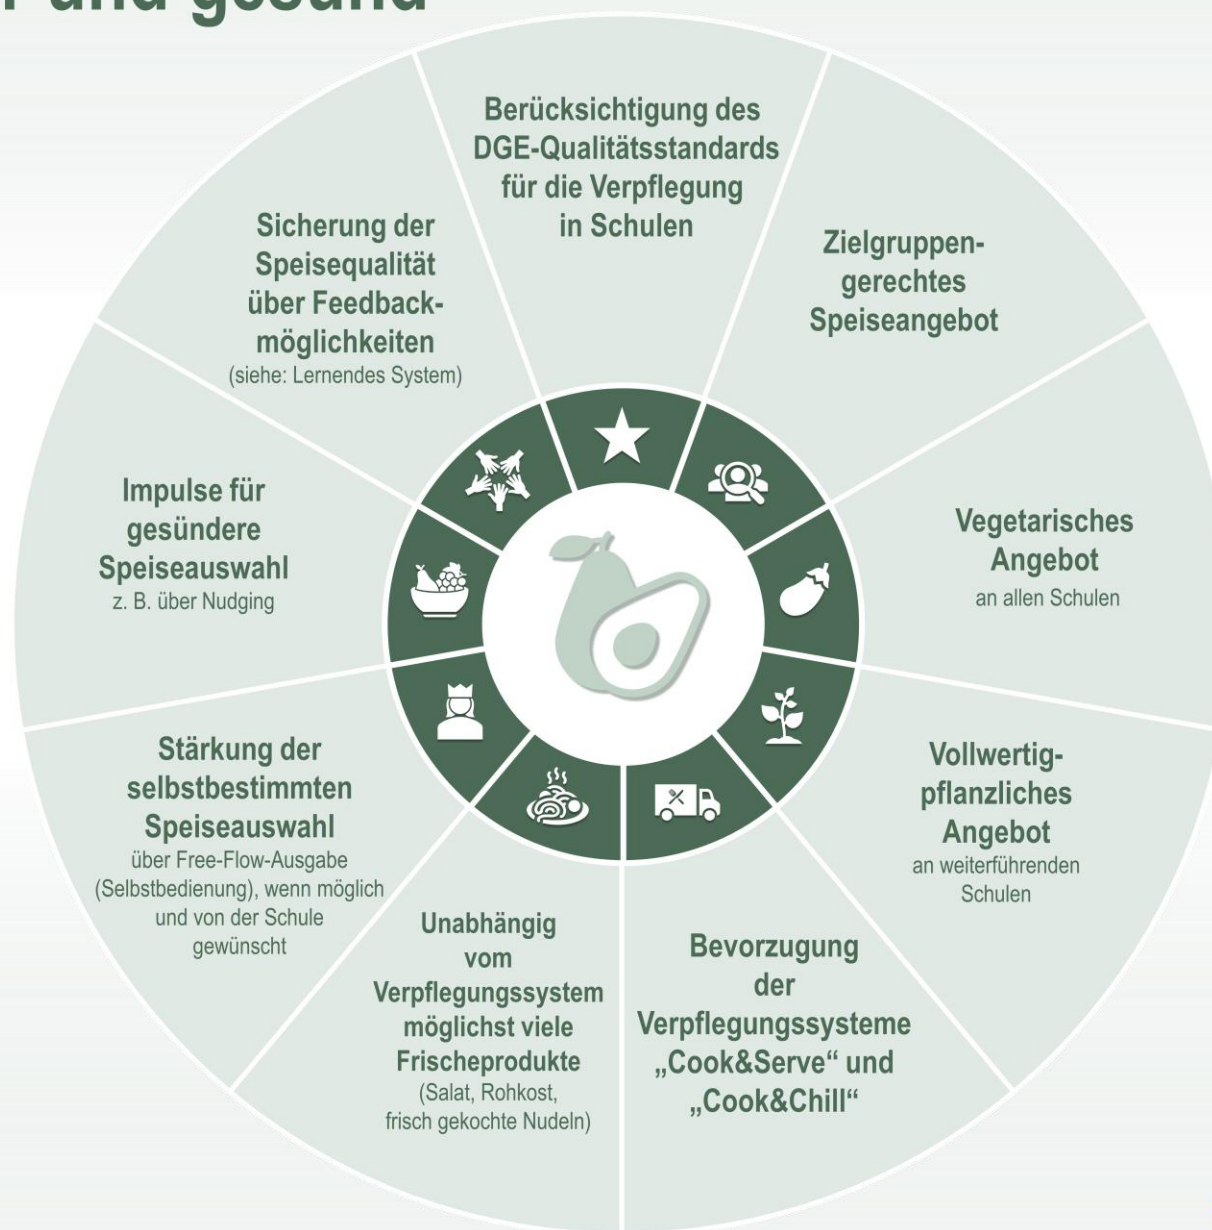 und gesund
Berücksichtigung des
DGE-Qualitätsstandards
für die Verpflegung
in Schulen
Zielgruppen-
gerechtes
Speiseangebot
Vegetarisches
Angebot
an allen Schulen
Vollwertig-
pflanzliches
Angebot
an weiterführenden
Schulen
Bevorzugung
der
Verpflegungssysteme
„Cook&Serve“ und
„Cook&Chill“
Unabhängig
vom
Verpflegungssystem
möglichst viele
Frischeprodukte
(Salat, Rohkost,
frisch gekochte Nudeln)
Stärkung der
selbstbestimmten
Speiseauswahl
über Free-Flow-Ausgabe
(Selbstbedienung), wenn möglich
und von der Schule
gewünscht
Impulse für
gesündere
Speiseauswahl
z. B. über Nudging
Sicherung der
Speisequalität
über Feedback-
möglichkeiten
(siehe: Lernendes System)